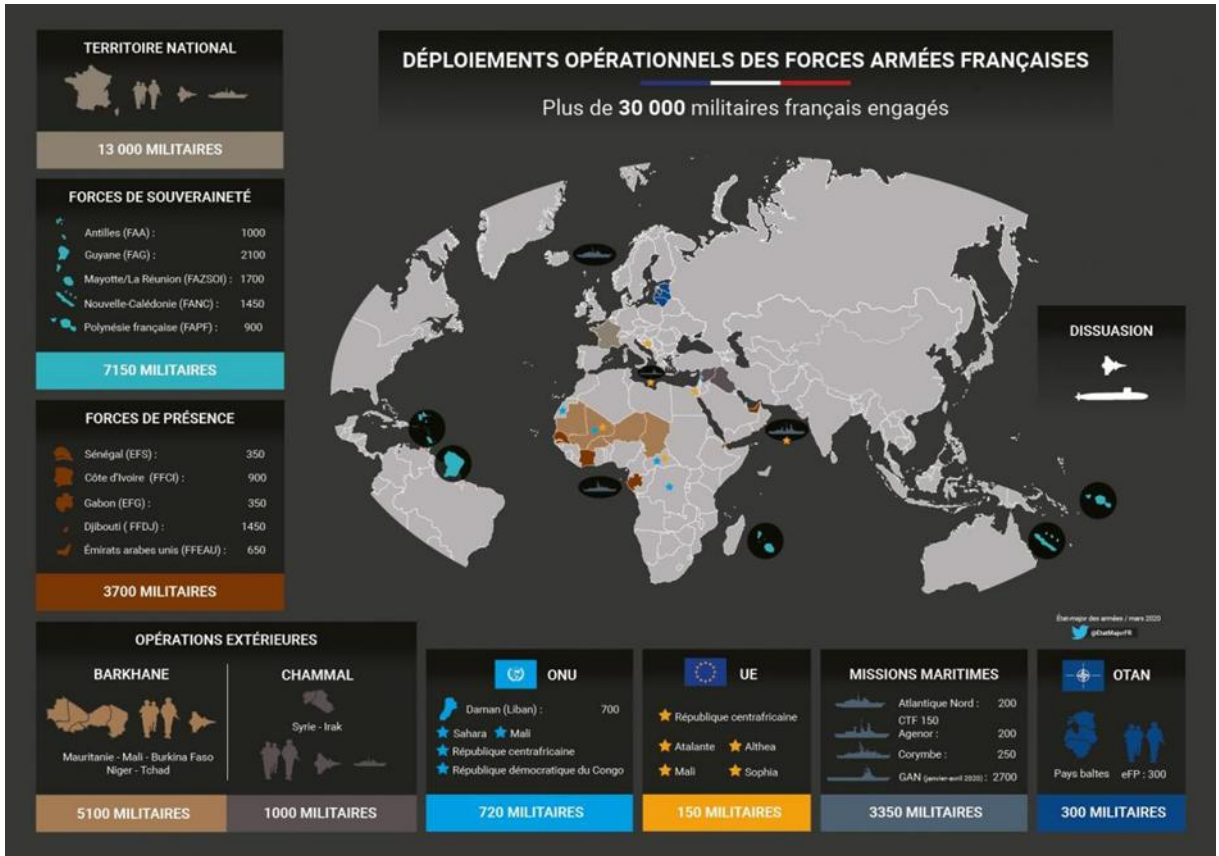 DÉPLOIEMENTS OPÉRATIONNELS DES FORCES ARMÉES FRANÇAISES
Plus de 30 000 militaires français engagés
TERRITOIRE NATIONAL
13 000 MILITAIRES
FORCES DE SOUVERAINETÉ
Antilles (FAA) : 1000
Guyane (FAG) : 2100
Mayotte/La Réunion (FAZSOI) : 1700
Nouvelle-Calédonie (FANC) : 1450
Polynésie française (FAPF) : 900
7150 MILITAIRES
FORCES DE PRÉSENCE
Sénégal (EFS) : 350
Côte d'Ivoire (FFCI) : 900
Gabon (EFG) : 350
Djibouti ( FFDJ) : 1450
Émirats arabes unis (FFEAU) : 650
3700 MILITAIRES
DISSUASION
État-major des armées / mars 2020
@EtatMajorFR
OPÉRATIONS EXTÉRIEURES
BARKHANE
Mauritanie - Mali - Burkina Faso
Niger - Tchad
5100 MILITAIRES
CHAMMAL
Syrie - Irak
1000 MILITAIRES
ONU
Daman (Liban) : 700
Sahara Mali
République centrafricaine
République démocratique du Congo
720 MILITAIRES
UE
République centrafricaine
Atalante Althea
Mali Sophia
150 MILITAIRES
MISSIONS MARITIMES
Atlantique Nord : 200
CTF 150
Agenor : 200
Corymbe : 250
GAN (janvier-avril 2020) : 2700
3350 MILITAIRES
OTAN
Pays baltes eFP : 300
300 MILITAIRES